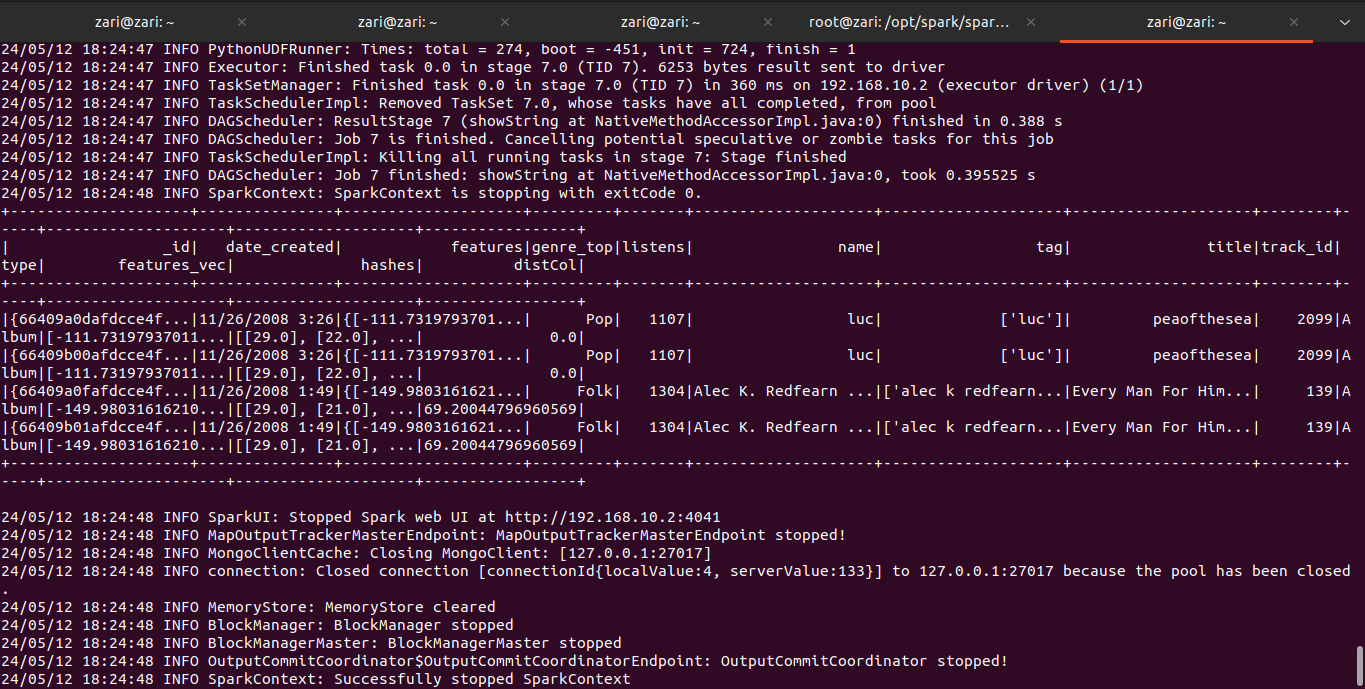 zari@zari: ~ × zari@zari: ~ × zari@zari: ~ × root@zari: /opt/spark/spar... × zari@zari: ~ ×
24/05/12 18:24:47 INFO PythonUDFRunner: Times: total = 274, boot = -451, init = 724, finish = 1
24/05/12 18:24:47 INFO Executor: Finished task 0.0 in stage 7.0 (TID 7). 6253 bytes result sent to driver
24/05/12 18:24:47 INFO TaskSetManager: Finished task 0.0 in stage 7.0 (TID 7) in 360 ms on 192.168.10.2 (executor driver) (1/1)
24/05/12 18:24:47 INFO TaskSchedulerImpl: Removed TaskSet 7.0, whose tasks have all completed, from pool
24/05/12 18:24:47 INFO DAGScheduler: ResultStage 7 (showString at NativeMethodAccessorImpl.java:0) finished in 0.388 s
24/05/12 18:24:47 INFO DAGScheduler: Job 7 is finished. Cancelling potential speculative or zombie tasks for this job
24/05/12 18:24:47 INFO TaskSchedulerImpl: Killing all running tasks in stage 7: Stage finished
24/05/12 18:24:47 INFO DAGScheduler: Job 7 finished: showString at NativeMethodAccessorImpl.java:0, took 0.395525 s
24/05/12 18:24:48 INFO SparkContext: SparkContext is stopping with exitCode 0.
+--------------------+---------------+--------------------+---------+-------+--------------------+--------------------+--------------------+--------+-
----+--------------------+--------------------+-----------------+
|                 _id|   date_created|            features|genre_top|listens|                name|                 tag|               title|track_id|
type|        features_vec|              hashes|          distCol|
+--------------------+---------------+--------------------+---------+-------+--------------------+--------------------+--------------------+--------+-
----+--------------------+--------------------+-----------------+
|{66409a0dafdcce4f...|11/26/2008 3:26|{[-111.7319793701...|      Pop|   1107|                 luc|             ['luc']|         peaofthesea|    2099|A
lbum|[-111.73197937011...|[[29.0], [22.0], ...|              0.0|
|{66409b00afdcce4f...|11/26/2008 3:26|{[-111.7319793701...|      Pop|   1107|                 luc|             ['luc']|         peaofthesea|    2099|A
lbum|[-111.73197937011...|[[29.0], [22.0], ...|              0.0|
|{66409a0fafdcce4f...|11/26/2008 1:49|{[-149.9803161621...|     Folk|   1304|Alec K. Redfearn ...|['alec k redfearn...|Every Man For Him...|     139|A
lbum|[-149.98031616210...|[[29.0], [21.0], ...|69.20044796960569|
|{66409b01afdcce4f...|11/26/2008 1:49|{[-149.9803161621...|     Folk|   1304|Alec K. Redfearn ...|['alec k redfearn...|Every Man For Him...|     139|A
lbum|[-149.98031616210...|[[29.0], [21.0], ...|69.20044796960569|
+--------------------+---------------+--------------------+---------+-------+--------------------+--------------------+--------------------+--------+-
----+--------------------+--------------------+-----------------+
24/05/12 18:24:48 INFO SparkUI: Stopped Spark web UI at http://192.168.10.2:4041
24/05/12 18:24:48 INFO MapOutputTrackerMasterEndpoint: MapOutputTrackerMasterEndpoint stopped!
24/05/12 18:24:48 INFO MongoClientCache: Closing MongoClient: [127.0.0.1:27017]
24/05/12 18:24:48 INFO connection: Closed connection [connectionId{localValue:4, serverValue:133}] to 127.0.0.1:27017 because the pool has been closed
.
24/05/12 18:24:48 INFO MemoryStore: MemoryStore cleared
24/05/12 18:24:48 INFO BlockManager: BlockManager stopped
24/05/12 18:24:48 INFO BlockManagerMaster: BlockManagerMaster stopped
24/05/12 18:24:48 INFO OutputCommitCoordinator$OutputCommitCoordinatorEndpoint: OutputCommitCoordinator stopped!
24/05/12 18:24:48 INFO SparkContext: Successfully stopped SparkContext